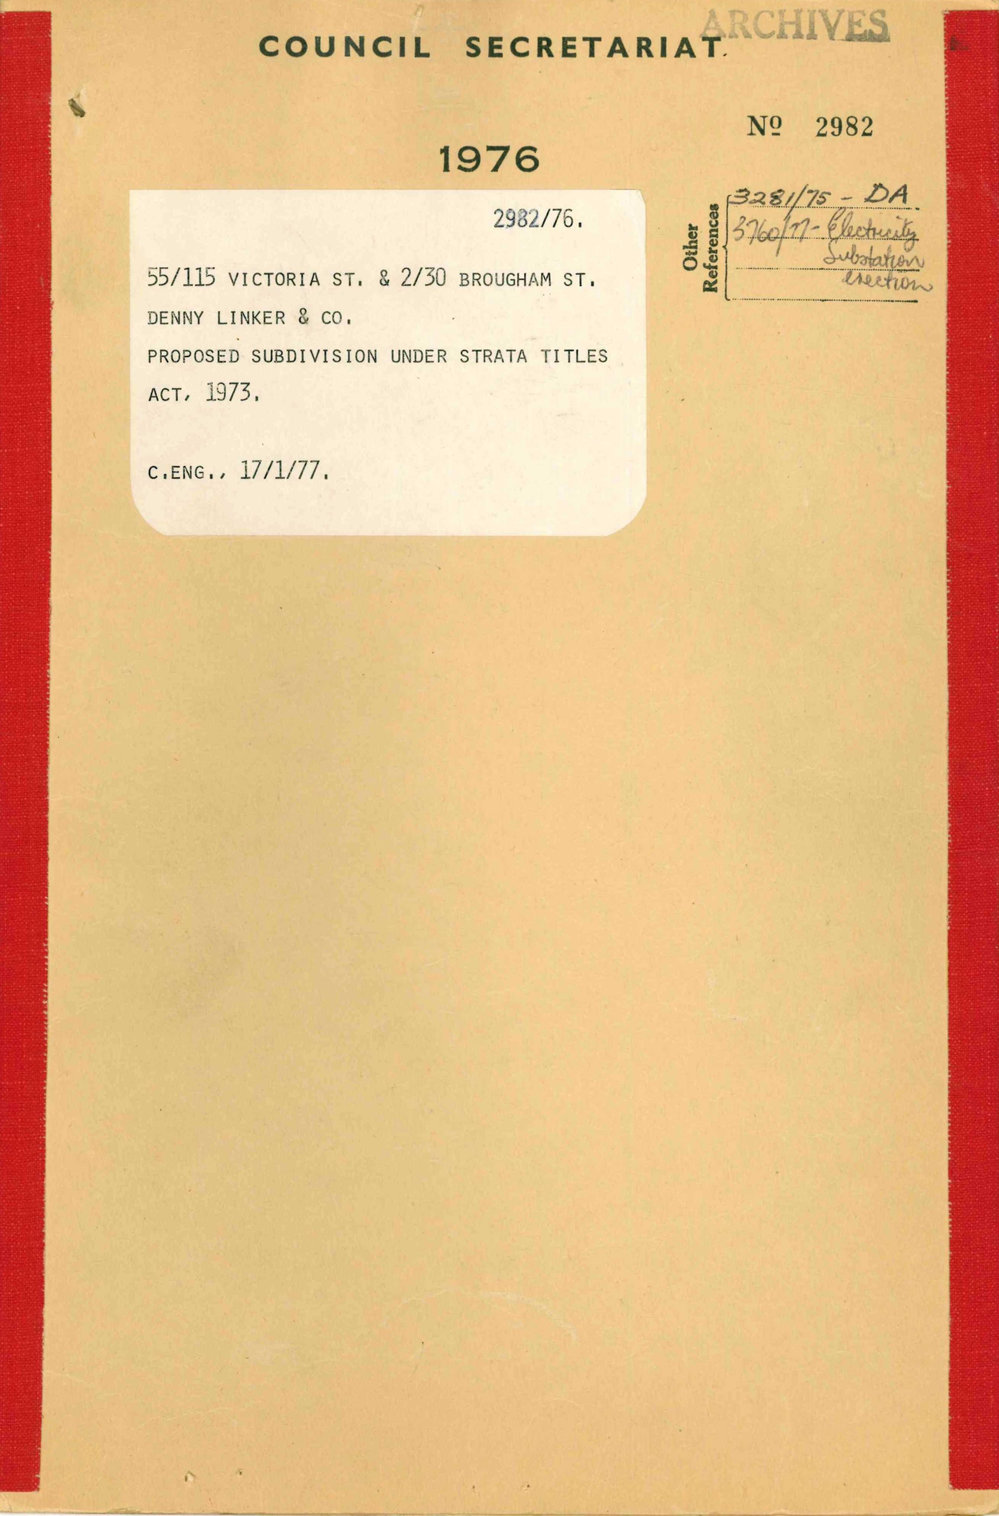 ARCHIVES
COUNCIL SECRETARIAT.
Nº 2982
1976
Other References
3281/75 - DA.
3760/77 - Electricity
Substation
erection
2982/76.
55/115 VICTORIA ST. & 2/30 BROUGHAM ST.
DENNY LINKER & CO.
PROPOSED SUBDIVISION UNDER STRATA TITLES
ACT, 1973.
C.ENG., 17/1/77.